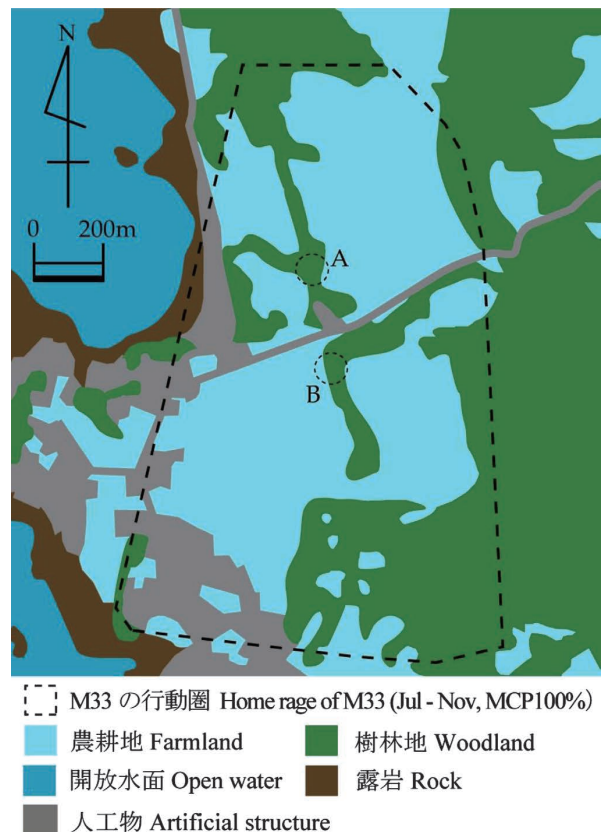 N
0 200m
A
B
M33 の行動圏 Home rage of M33 (Jul - Nov, MCP100%)
農耕地 Farmland 樹林地 Woodland
開放水面 Open water 露岩 Rock
人工物 Artificial structure